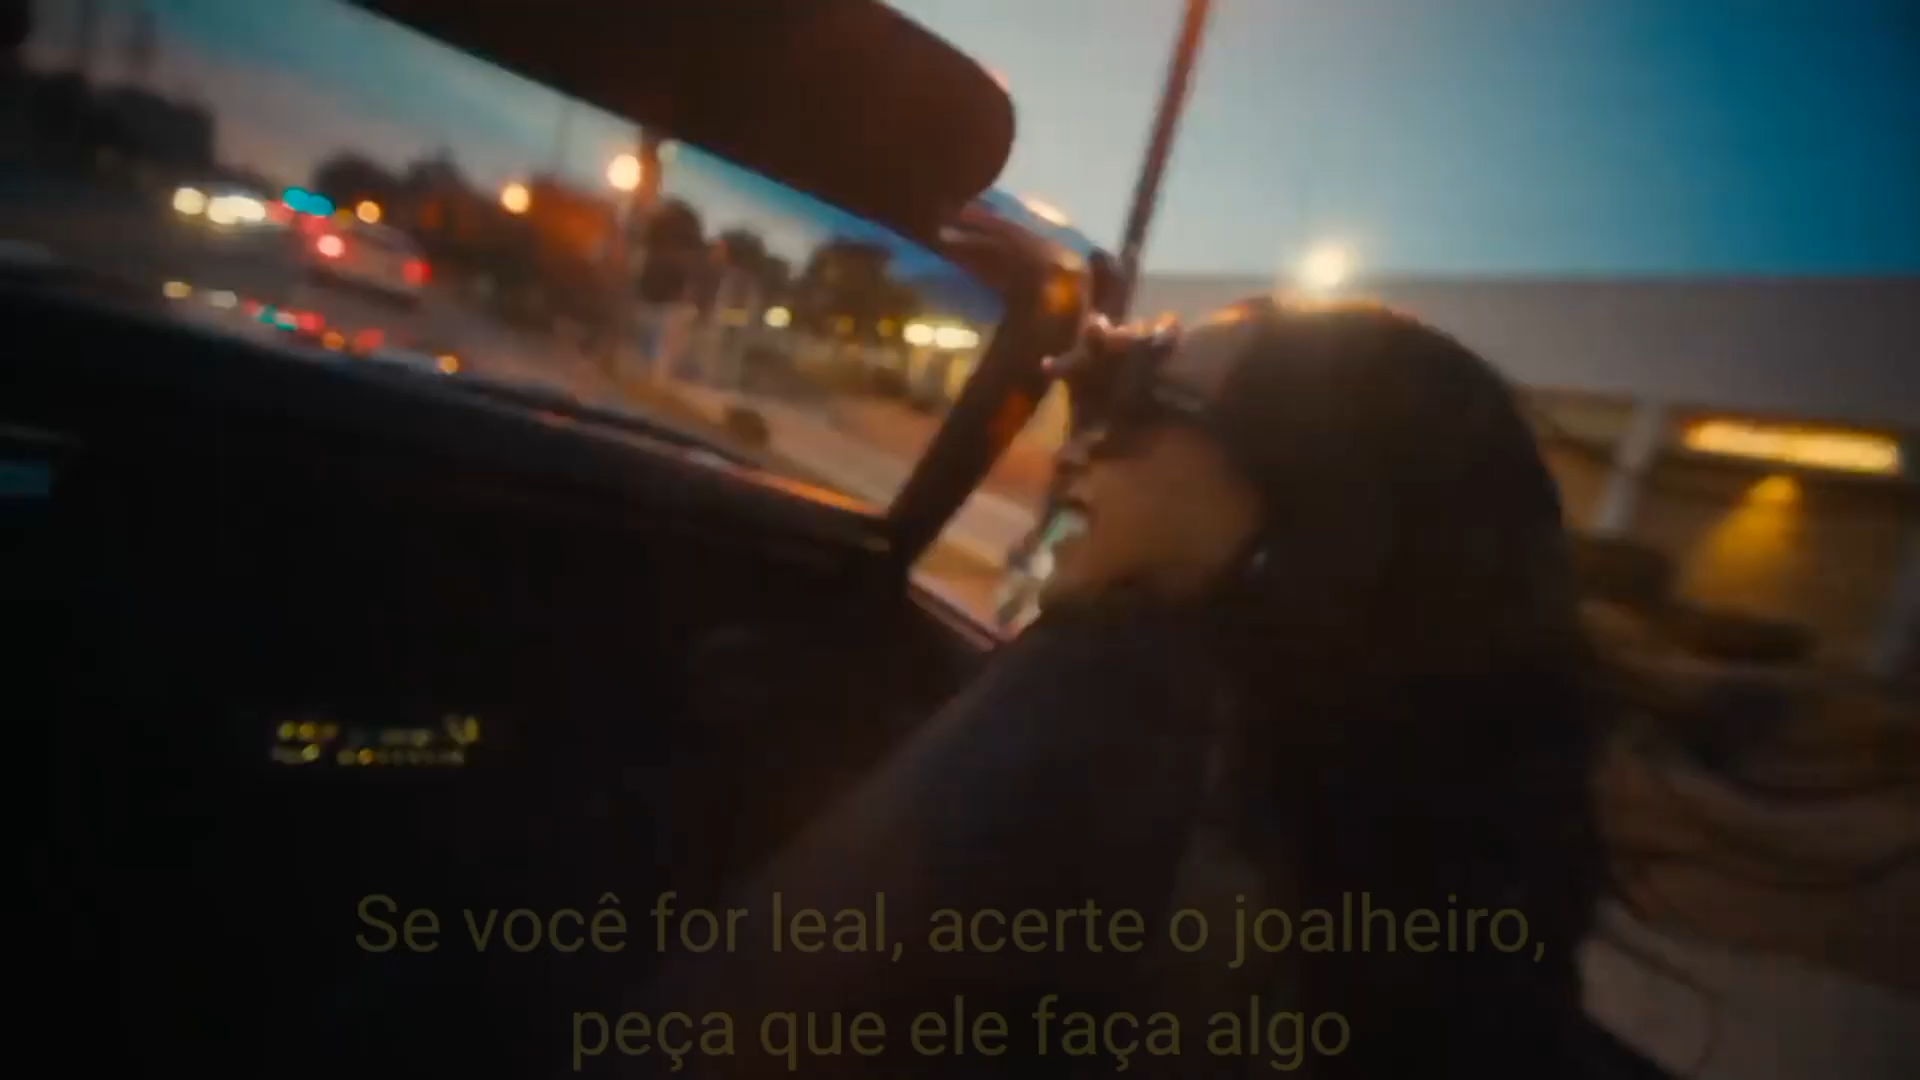 Se você for leal, acerte o joalheiro,
peça que ele faça algo